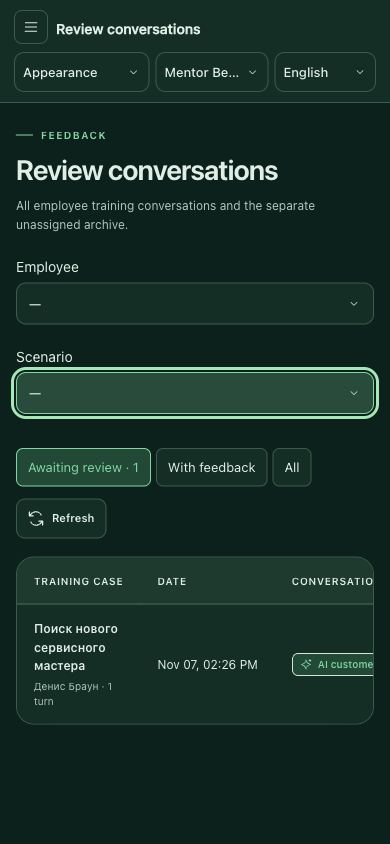 Review conversations
Appearance
Mentor Be...
English
FEEDBACK
Review conversations
All employee training conversations and the separate
unassigned archive.
Employee
—
Scenario
—
Awaiting review · 1
With feedback
All
Refresh
TRAINING CASE
DATE
CONVERSATIO
Поиск нового
сервисного
мастера
Денис Браун · 1
turn
Nov 07, 02:26 PM
AI custome